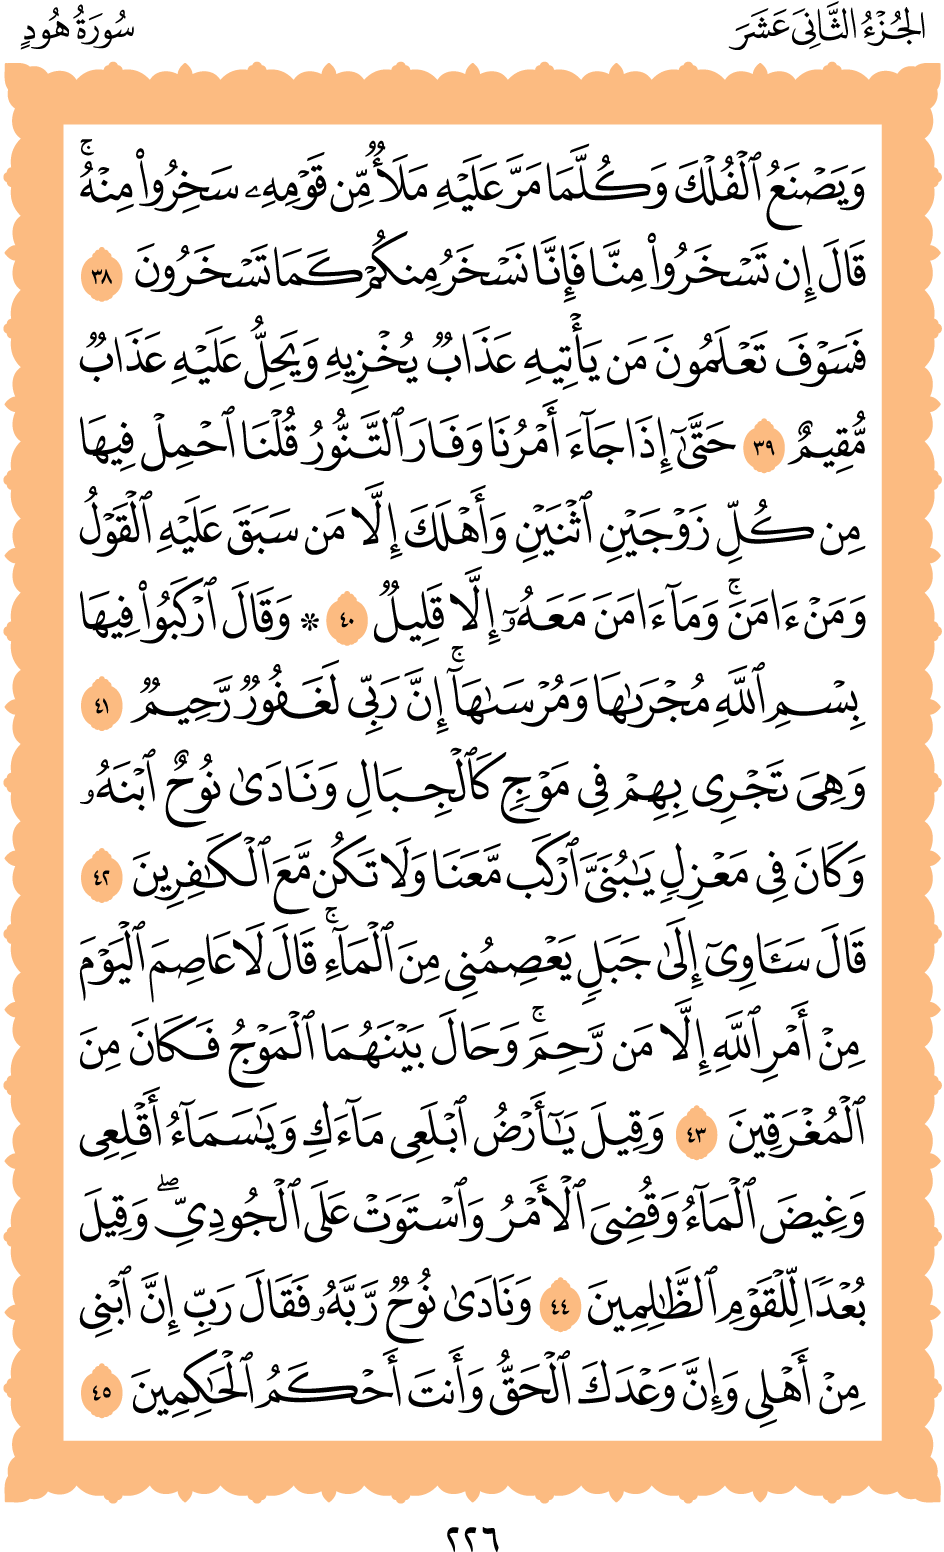 الجُزْءُ الثَّانِىَ عَشَرَ
سُورَةُ هُودٍ
وَيَصْنَعُ ٱلْفُلْكَ وَكُلَّمَا مَرَّ عَلَيْهِ مَلَأٌ مِّن قَوْمِهِۦ سَخِرُوا۟ مِنْهُ ۚ
قَالَ إِن تَسْخَرُوا۟ مِنَّا فَإِنَّا نَسْخَرُ مِنكُمْ كَمَا تَسْخَرُونَ ٣٨
فَسَوْفَ تَعْلَمُونَ مَن يَأْتِيهِ عَذَابٌ يُخْزِيهِ وَيَحِلُّ عَلَيْهِ عَذَابٌ
مُّقِيمٌ ٣٩ حَتَّىٰٓ إِذَا جَآءَ أَمْرُنَا وَفَارَ ٱلتَّنُّورُ قُلْنَا ٱحْمِلْ فِيهَا
مِن كُلٍّ زَوْجَيْنِ ٱثْنَيْنِ وَأَهْلَكَ إِلَّا مَن سَبَقَ عَلَيْهِ ٱلْقَوْلُ
وَمَنْ ءَامَنَ ۚ وَمَآ ءَامَنَ مَعَهُۥٓ إِلَّا قَلِيلٌ ٤٠ ۞ وَقَالَ ٱرْكَبُوا۟ فِيهَا
بِسْمِ ٱللَّهِ مَجْر۪ىٰهَا وَمُرْسَىٰهَآ ۚ إِنَّ رَبِّى لَغَفُورٌ رَّحِيمٌ ٤١
وَهِىَ تَجْرِى بِهِمْ فِى مَوْجٍ كَٱلْجِبَالِ وَنَادَىٰ نُوحٌ ٱبْنَهُۥ
وَكَانَ فِى مَعْزِلٍ يَـٰبُنَىَّ ٱرْكَب مَّعَنَا وَلَا تَكُن مَّعَ ٱلْكَـٰفِرِينَ ٤٢
قَالَ سَـَٔاوِىٓ إِلَىٰ جَبَلٍ يَعْصِمُنِى مِنَ ٱلْمَآءِ ۚ قَالَ لَا عَاصِمَ ٱلْيَوْمَ
مِنْ أَمْرِ ٱللَّهِ إِلَّا مَن رَّحِمَ ۚ وَحَالَ بَيْنَهُمَا ٱلْمَوْجُ فَكَانَ مِنَ
ٱلْمُغْرَقِينَ ٤٣ وَقِيلَ يَـٰٓأَرْضُ ٱبْلَعِى مَآءَكِ وَيَـٰسَمَآءُ أَقْلِعِى
وَغِيضَ ٱلْمَآءُ وَقُضِىَ ٱلْأَمْرُ وَٱسْتَوَتْ عَلَى ٱلْجُودِىِّ ۖ وَقِيلَ
بُعْدًا لِّلْقَوْمِ ٱلظَّـٰلِمِينَ ٤٤ وَنَادَىٰ نُوحٌ رَّبَّهُۥ فَقَالَ رَبِّ إِنَّ ٱبْنِى
مِنْ أَهْلِى وَإِنَّ وَعْدَكَ ٱلْحَقُّ وَأَنتَ أَحْكَمُ ٱلْحَـٰكِمِينَ ٤٥
٢٢٦